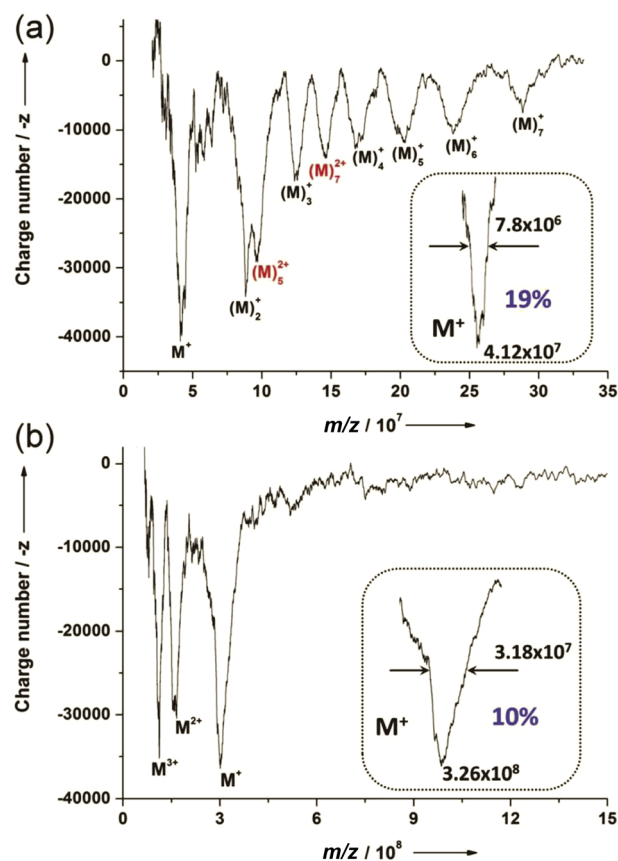 (a)
0
-10000
-20000
-30000
-40000
Charge number / -z
M⁺
(M)₂⁺
(M)₅²⁺
(M)₃⁺
(M)₇²⁺
(M)₄⁺
(M)₅⁺
(M)₆⁺
(M)₇⁺
7.8x10⁶
19%
M⁺
4.12x10⁷
0 5 10 15 20 25 30 35
m/z / 10⁷
(b)
0
-10000
-20000
-30000
-40000
Charge number / -z
M³⁺
M²⁺
M⁺
3.18x10⁷
M⁺
10%
3.26x10⁸
0 3 6 9 12 15
m/z / 10⁸